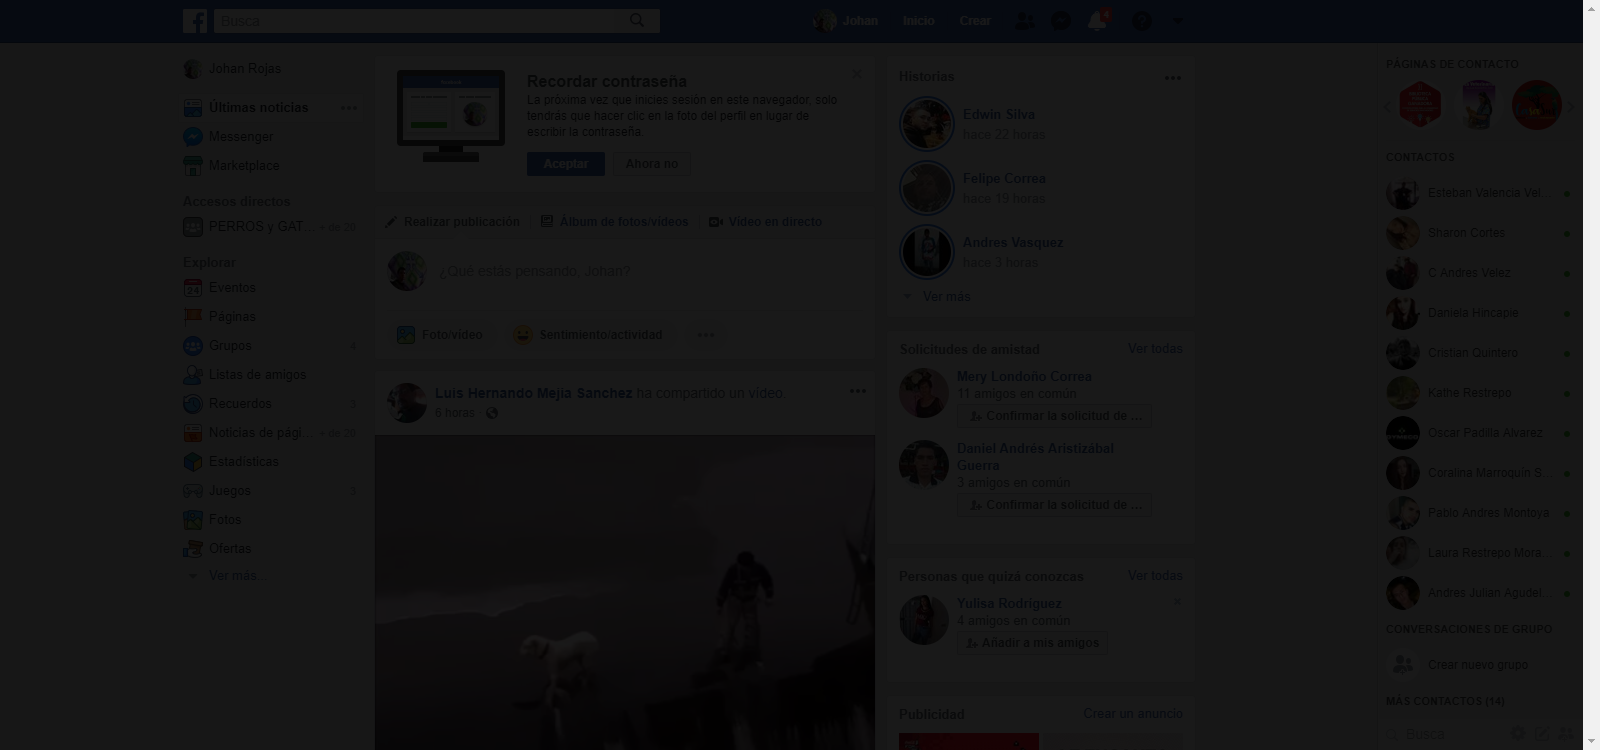 Busca
Johan
Inicio
Crear
4
Johan Rojas
Últimas noticias
Messenger
Marketplace
Accesos directos
PERROS y GAT...
+ de 20
Explorar
24
Eventos
Páginas
Grupos
Listas de amigos
Recuerdos
Noticias de pági...
+ de 20
Estadísticas
Juegos
Fotos
Ofertas
Ver más...
Recordar contraseña
La próxima vez que inicies sesión en este navegador, solo
tendrás que hacer clic en la foto del perfil en lugar de
escribir la contraseña.
Aceptar
Ahora no
Realizar publicación
Álbum de fotos/vídeos
Vídeo en directo
¿Qué estás pensando, Johan?
Foto/vídeo
Sentimiento/actividad
Luis Hernando Mejia Sanchez ha compartido un vídeo.
6 horas ·
Historias
Edwin Silva
hace 22 horas
Felipe Correa
hace 19 horas
Andres Vasquez
hace 3 horas
Ver más
Solicitudes de amistad
Ver todas
Mery Londoño Correa
11 amigos en común
Confirmar la solicitud de ...
Daniel Andrés Aristizábal
Guerra
3 amigos en común
Confirmar la solicitud de ...
Personas que quizá conozcas
Ver todas
Yulisa Rodríguez
4 amigos en común
Añadir a mis amigos
Publicidad
Crear un anuncio
PÁGINAS DE CONTACTO
CONTACTOS
Esteban Valencia Vel...
Sharon Cortes
C Andres Velez
Daniela Hincapie
Cristian Quintero
Kathe Restrepo
Oscar Padilla Alvarez
Coralina Marroquin S...
Pablo Andres Montoya
Laura Restrepo Mora...
Andres Julian Agudel...
CONVERSACIONES DE GRUPO
Crear nuevo grupo
MÁS CONTACTOS (14)
Busca